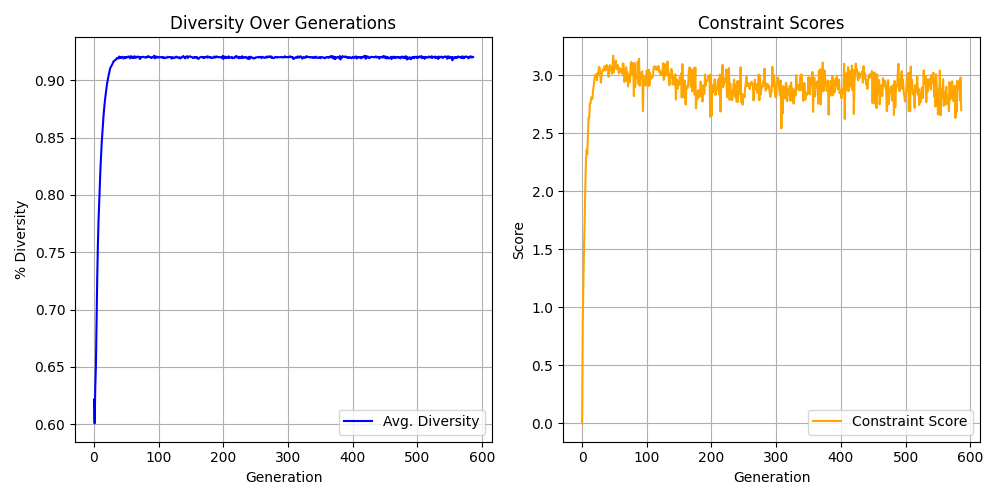 Diversity Over Generations
% Diversity
0.90
0.85
0.80
0.75
0.70
0.65
0.60
0 100 200 300 400 500 600
Generation
Avg. Diversity
Constraint Scores
Score
3.0
2.5
2.0
1.5
1.0
0.5
0.0
0 100 200 300 400 500 600
Generation
Constraint Score